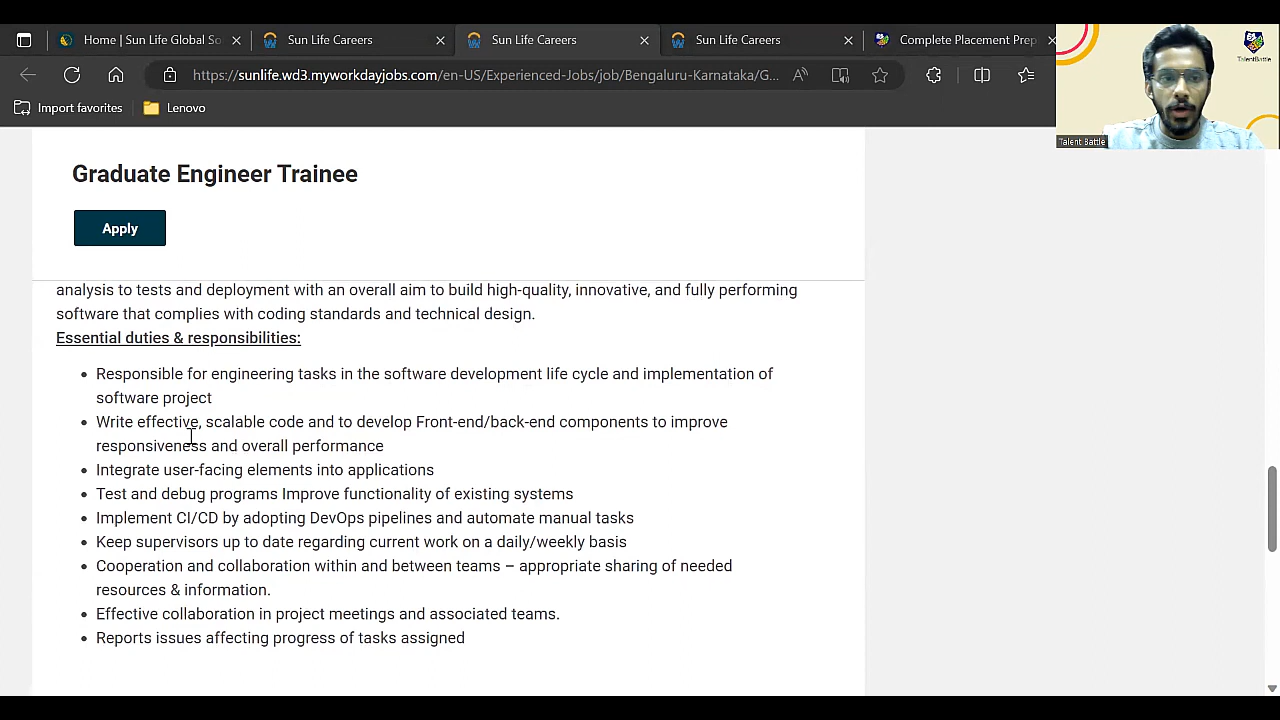 Home | Sun Life Global So
Sun Life Careers
Sun Life Careers
Sun Life Careers
Complete Placement Prep
https://sunlife.wd3.myworkdayjobs.com/en-US/Experienced-Jobs/job/Bengaluru-Karnataka/G...
Import favorites
Lenovo
TalentBattle
Talent Battle
Graduate Engineer Trainee
Apply
analysis to tests and deployment with an overall aim to build high-quality, innovative, and fully performing
software that complies with coding standards and technical design.
Essential duties & responsibilities:
• Responsible for engineering tasks in the software development life cycle and implementation of
software project
• Write effective, scalable code and to develop Front-end/back-end components to improve
responsiveness and overall performance
• Integrate user-facing elements into applications
• Test and debug programs Improve functionality of existing systems
• Implement CI/CD by adopting DevOps pipelines and automate manual tasks
• Keep supervisors up to date regarding current work on a daily/weekly basis
• Cooperation and collaboration within and between teams – appropriate sharing of needed
resources & information.
• Effective collaboration in project meetings and associated teams.
• Reports issues affecting progress of tasks assigned